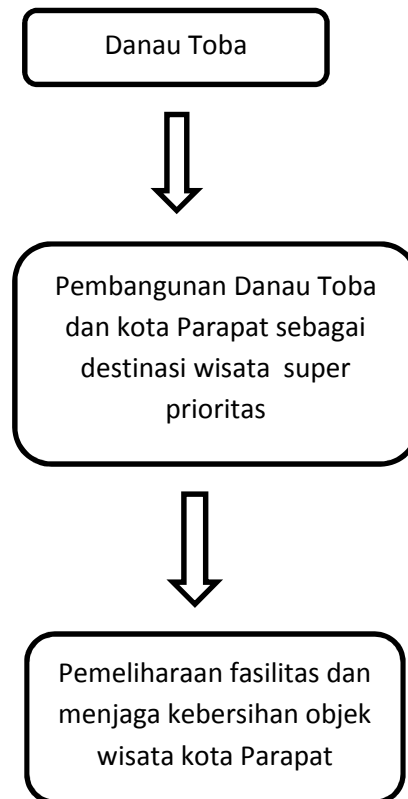 Danau Toba
Pembangunan Danau Toba
dan kota Parapat sebagai
destinasi wisata super
prioritas
Pemeliharaan fasilitas dan
menjaga kebersihan objek
wisata kota Parapat